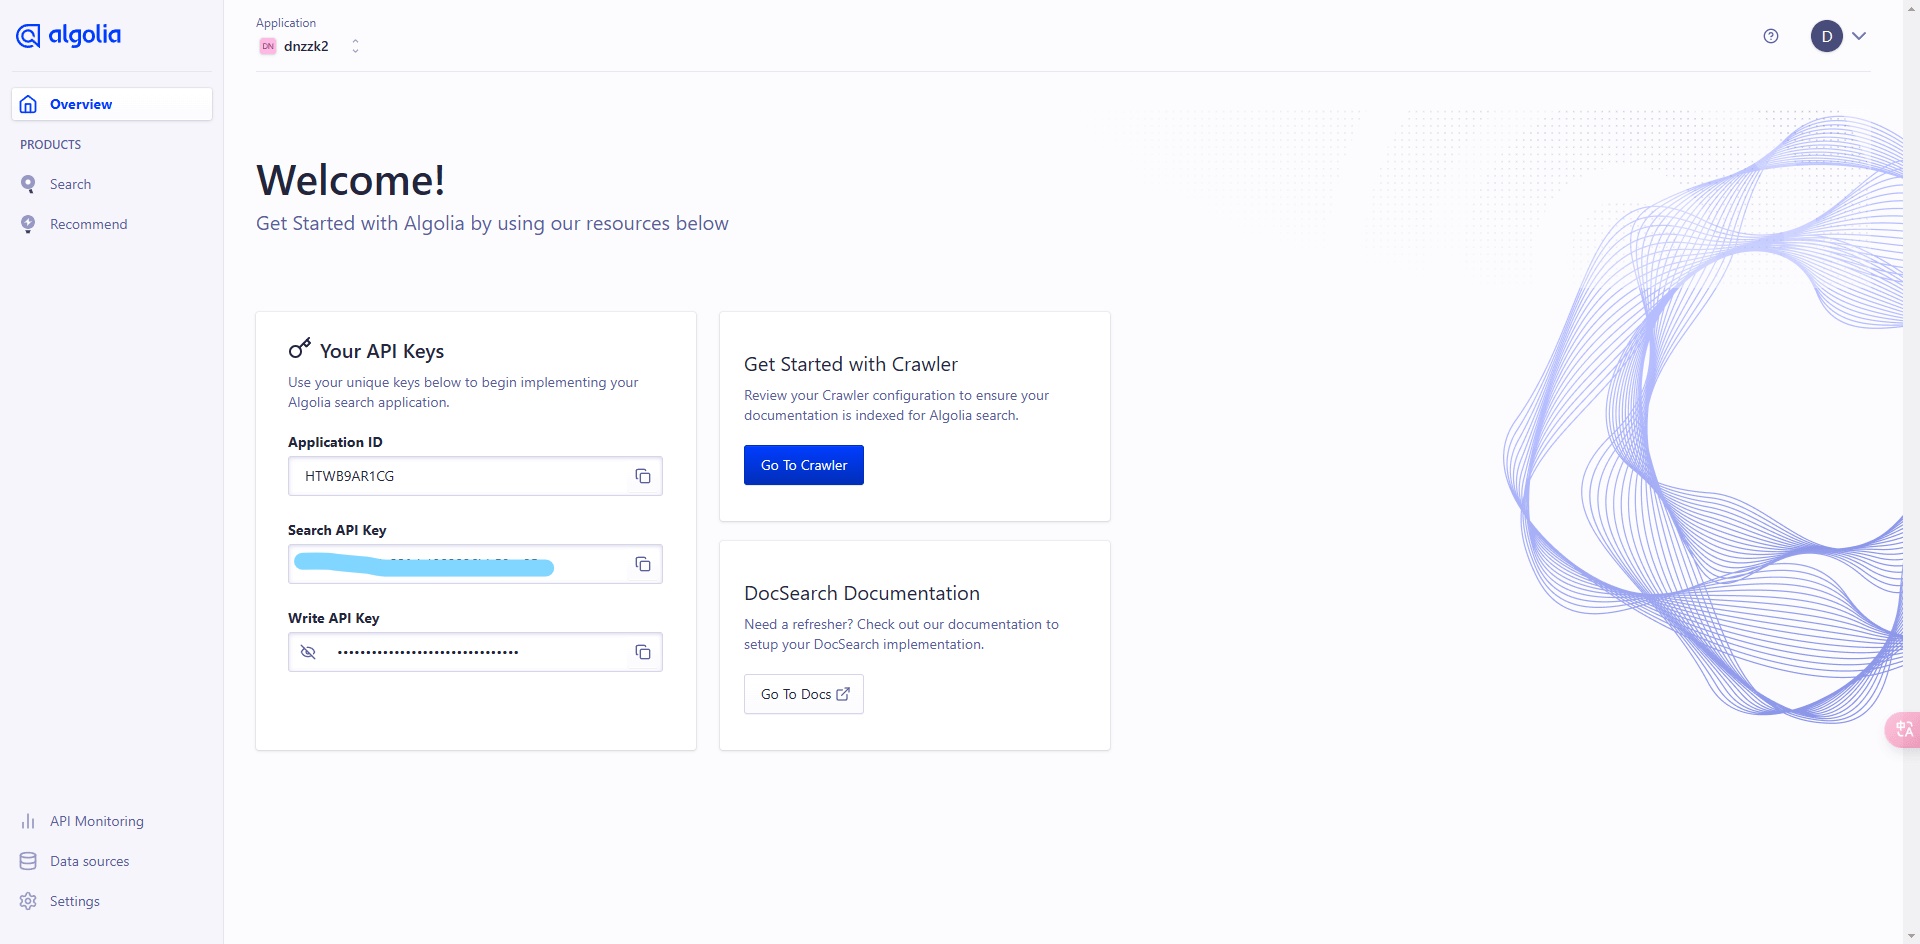 algolia
Application
DN dnzzk2
D
Overview
PRODUCTS
Search
Recommend
Welcome!
Get Started with Algolia by using our resources below
Your API Keys
Use your unique keys below to begin implementing your
Algolia search application.
Application ID
HTWB9AR1CG
Search API Key
Write API Key
••••••••••••••••••••••••••••••••
Get Started with Crawler
Review your Crawler configuration to ensure your
documentation is indexed for Algolia search.
Go To Crawler
DocSearch Documentation
Need a refresher? Check out our documentation to
setup your DocSearch implementation.
Go To Docs
中A
API Monitoring
Data sources
Settings